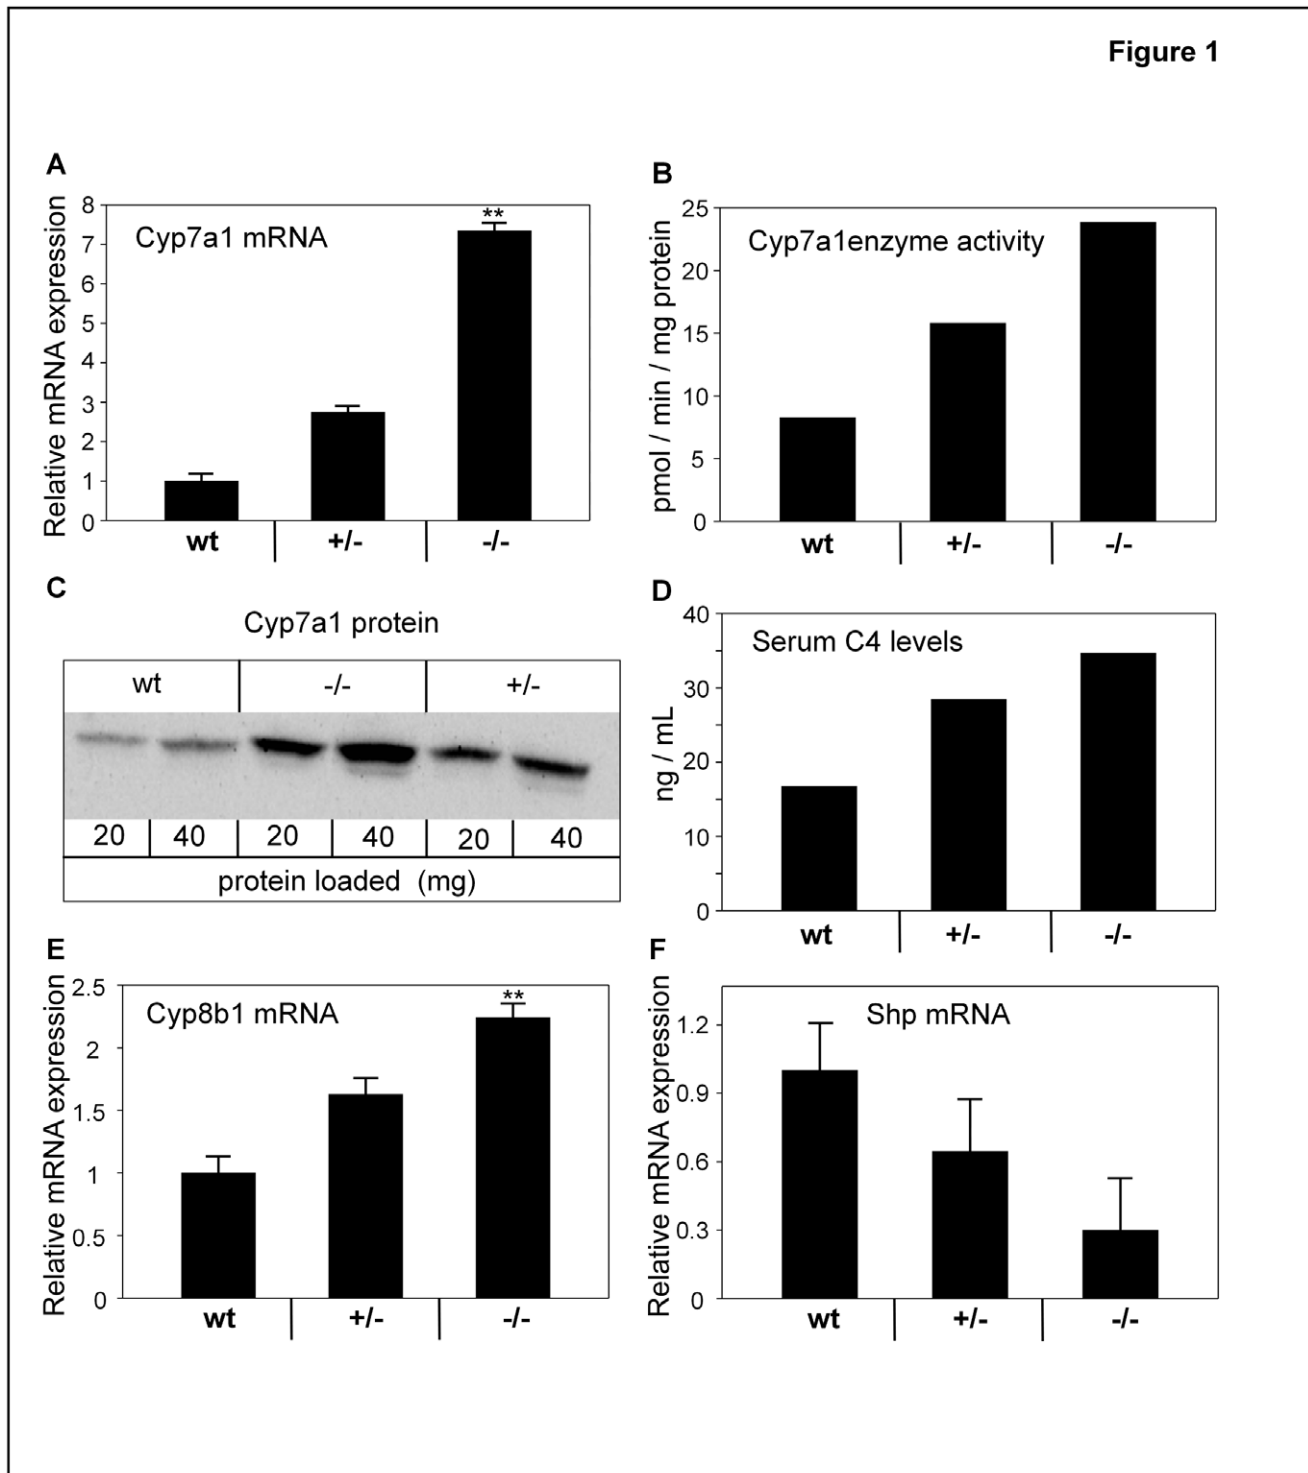 Figure 1
A
Relative mRNA expression
8
7
6
5
4
3
2
1
0
Cyp7a1 mRNA
**
wt +/- -/-
B
pmol / min / mg protein
25
20
15
10
5
0
Cyp7a1enzyme activity
wt +/- -/-
C
Cyp7a1 protein
wt -/- +/-
20 40 20 40 20 40
protein loaded (mg)
D
ng / mL
40
30
20
10
0
Serum C4 levels
wt +/- -/-
E
Relative mRNA expression
2.5
2
1.5
1
0.5
0
Cyp8b1 mRNA
**
wt +/- -/-
F
Relative mRNA expression
1.2
0.9
0.6
0.3
0
Shp mRNA
wt +/- -/-